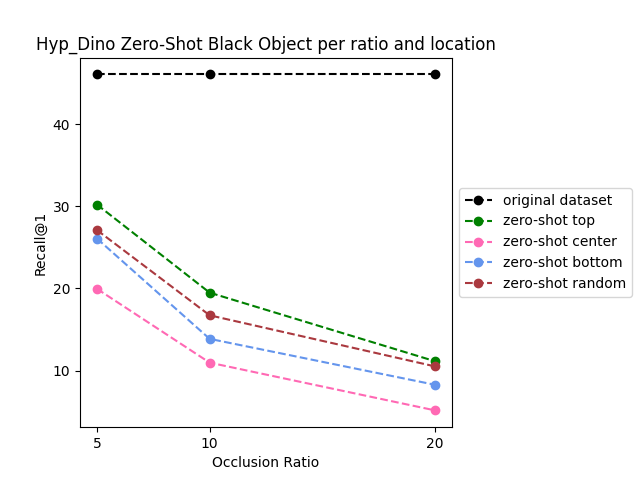 Hyp_Dino Zero-Shot Black Object per ratio and location
Recall@1
40
30
20
10
5
10
20
Occlusion Ratio
original dataset
zero-shot top
zero-shot center
zero-shot bottom
zero-shot random